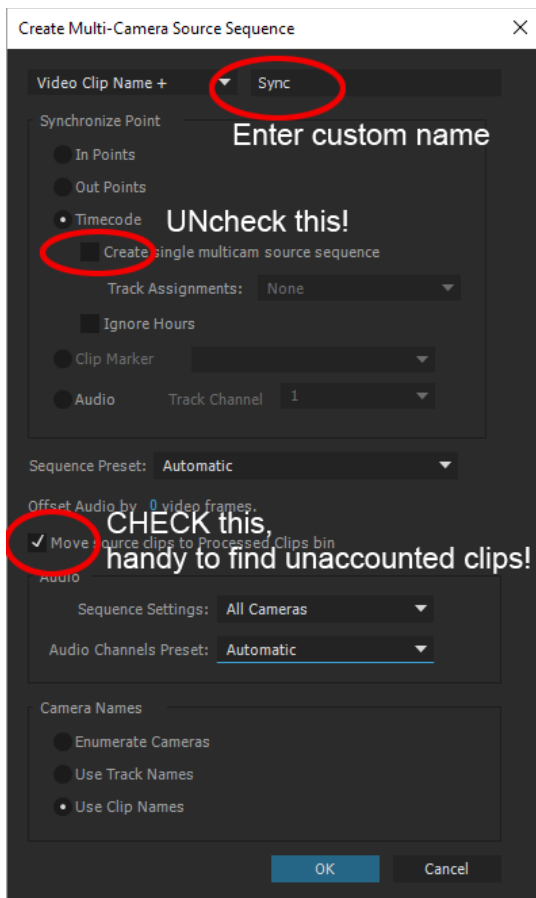 Create Multi-Camera Source Sequence
Video Clip Name + Sync
Enter custom name
Synchronize Point
In Points
Out Points
Timecode
UNcheck this!
Create single multicam source sequence
Track Assignments: None
Ignore Hours
Clip Marker
Audio Track Channel 1
Sequence Preset: Automatic
Offset Audio by 0 video frames.
CHECK this,
Move source clips to Processed Clips bin
handy to find unaccounted clips!
Audio
Sequence Settings: All Cameras
Audio Channels Preset: Automatic
Camera Names
Enumerate Cameras
Use Track Names
Use Clip Names
OK Cancel